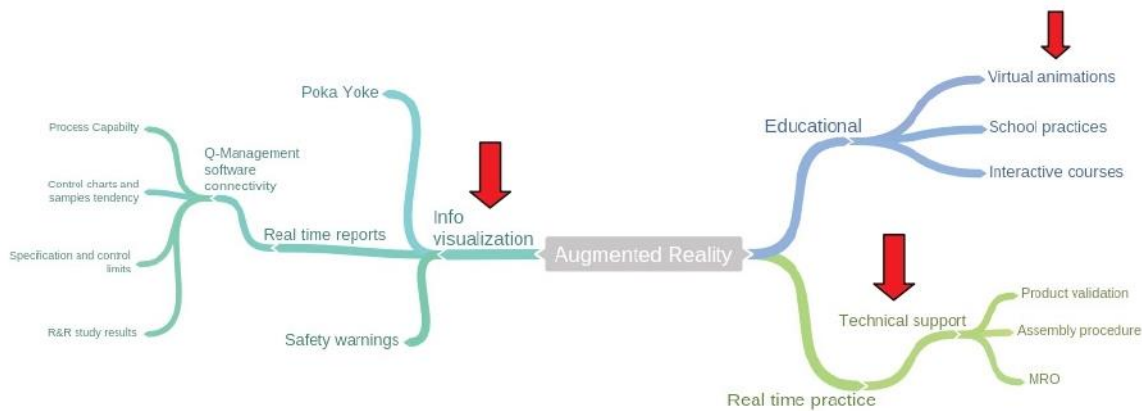 Poka Yoke
Process Capabilty
Q-Management
software
connectivity
Control charts and
samples tendency
Specification and control
limits
R&R study results
Real time reports
Info
visualization
Safety warnings
Augmented Reality
Educational
Virtual animations
School practices
Interactive courses
Technical support
Product validation
Assembly procedure
MRO
Real time practice